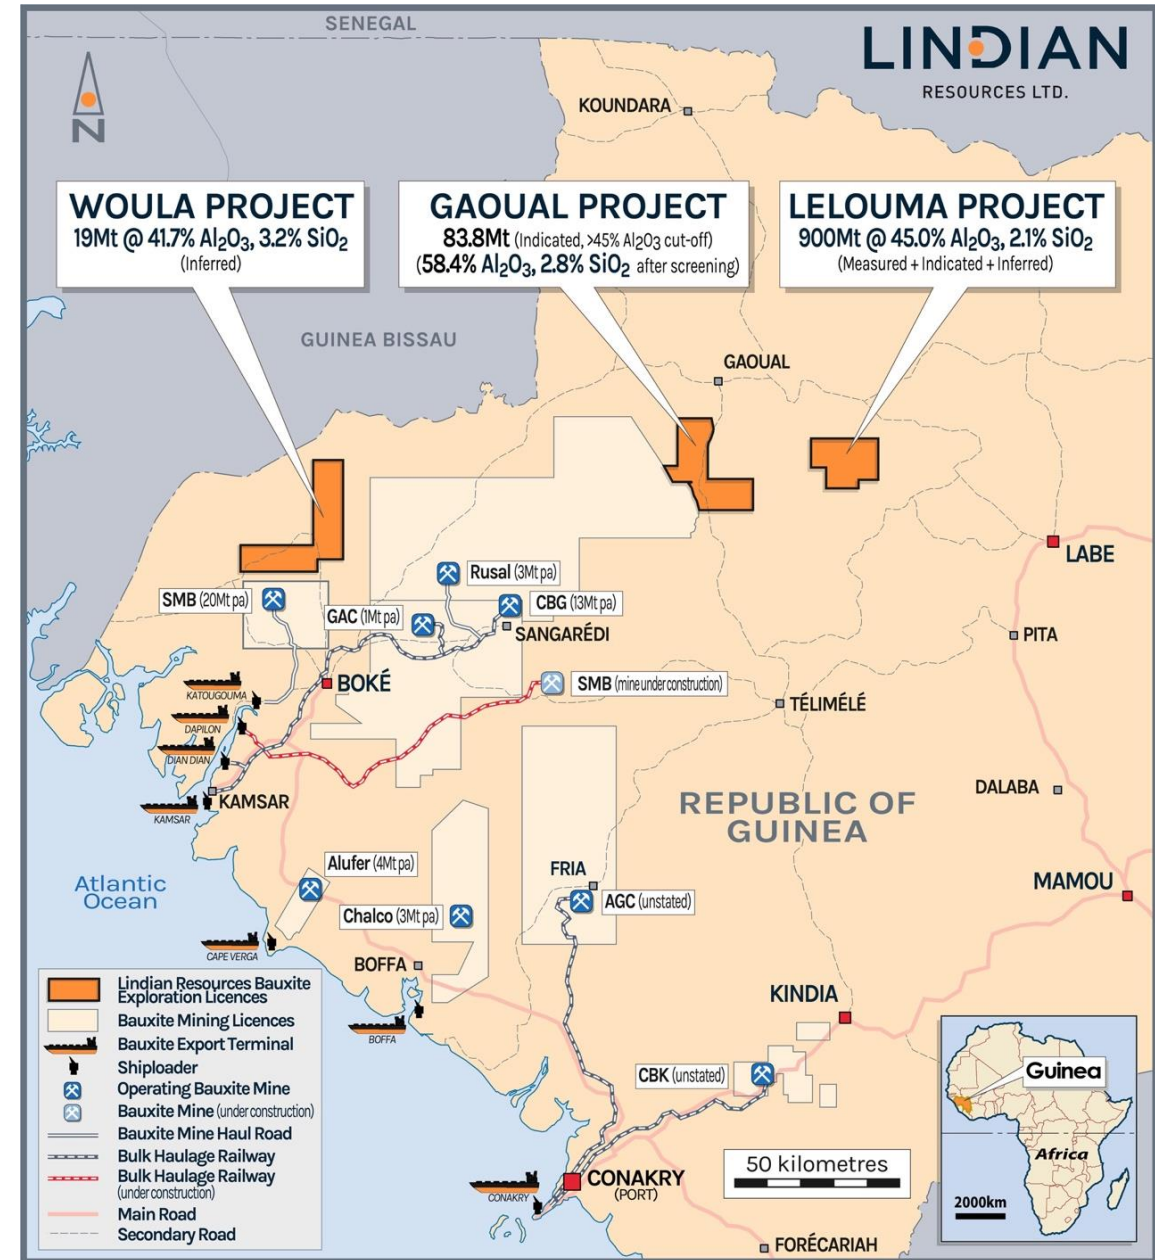 SENEGAL
LINDIAN
RESOURCES LTD.
N
KOUNDARA
WOULA PROJECT
19Mt @ 41.7% Al₂O₃, 3.2% SiO₂
(Inferred)
GAOUAL PROJECT
83.8Mt (Indicated, >45% Al₂O₃ cut-off)
(58.4% Al₂O₃, 2.8% SiO₂ after screening)
LELOUMA PROJECT
900Mt @ 45.0% Al₂O₃, 2.1% SiO₂
(Measured + Indicated + Inferred)
GUINEA BISSAU
GAOUAL
LABE
Rusal (3Mt pa)
SMB (20Mt pa)
CBG (13Mt pa)
GAC (1Mt pa)
SANGARÉDI
PITA
BOKÉ
SMB (mine under construction)
KATOUGOUMA
TÉLIMÉLÉ
DAPILON
DIAN DIAN
KAMSAR
KAMSAR
DALABA
REPUBLIC OF
GUINEA
Alufer (4Mt pa)
FRIA
Atlantic
Ocean
MAMOU
AGC (unstated)
Chalco (3Mt pa)
CAPE VERGA
BOFFA
BOFFA
KINDIA
CBK (unstated)
Lindian Resources Bauxite
Exploration Licences
Bauxite Mining Licences
Bauxite Export Terminal
Shiploader
Operating Bauxite Mine
Bauxite Mine (under construction)
Bauxite Mine Haul Road
Bulk Haulage Railway
Bulk Haulage Railway
(under construction)
Main Road
Secondary Road
CONAKRY
CONAKRY
(PORT)
50 kilometres
FORÉCARIAH
Guinea
Africa
2000km